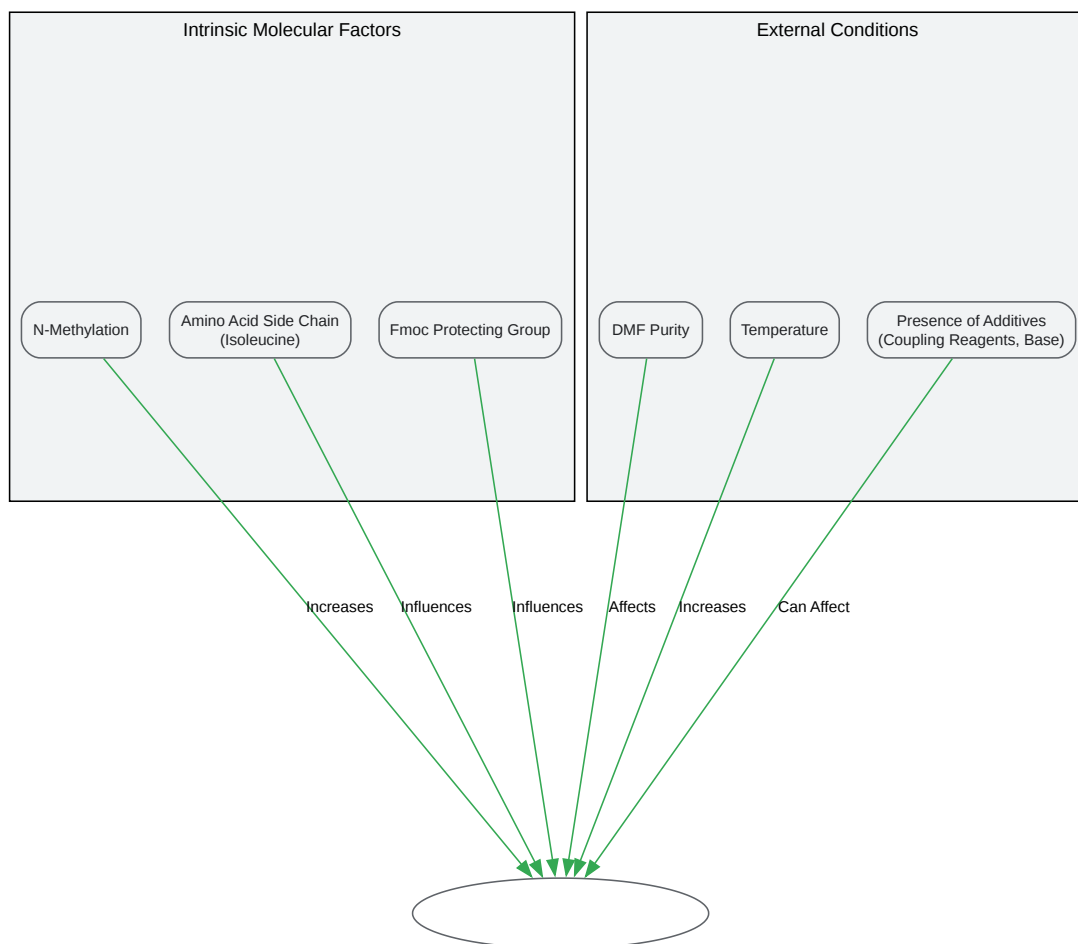 Intrinsic Molecular Factors
External Conditions
N-Methylation
Amino Acid Side Chain
(Isoleucine)
Fmoc Protecting Group
DMF Purity
Temperature
Presence of Additives
(Coupling Reagents, Base)
Increases
Influences
Influences
Affects
Increases
Can Affect